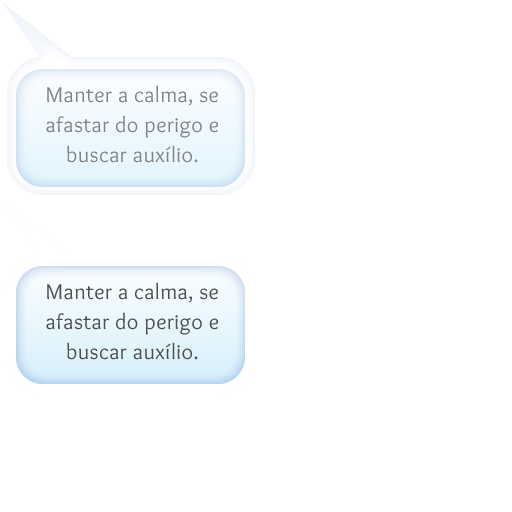 Manter a calma, se
afastar do perigo e
buscar auxílio.
Manter a calma, se
afastar do perigo e
buscar auxílio.